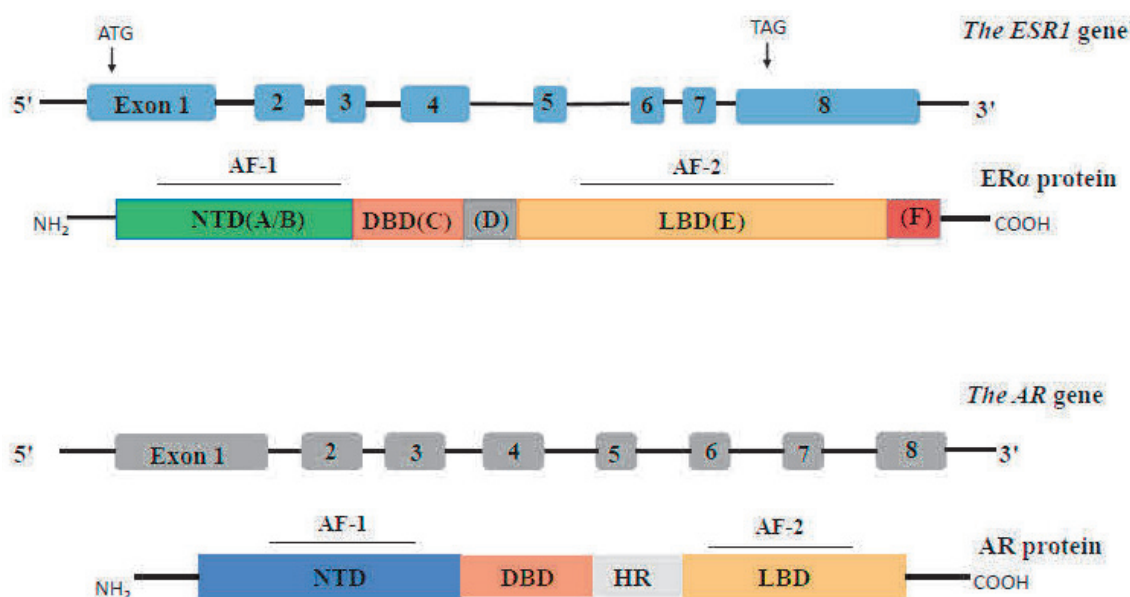 ATG
TAG
The ESR1 gene
5' Exon 1 2 3 4 5 6 7 8 3'
AF-1 AF-2
ERα protein
NH2 NTD(A/B) DBD(C) (D) LBD(E) (F) COOH
The AR gene
5' Exon 1 2 3 4 5 6 7 8 3'
AF-1 AF-2
AR protein
NH2 NTD DBD HR LBD COOH